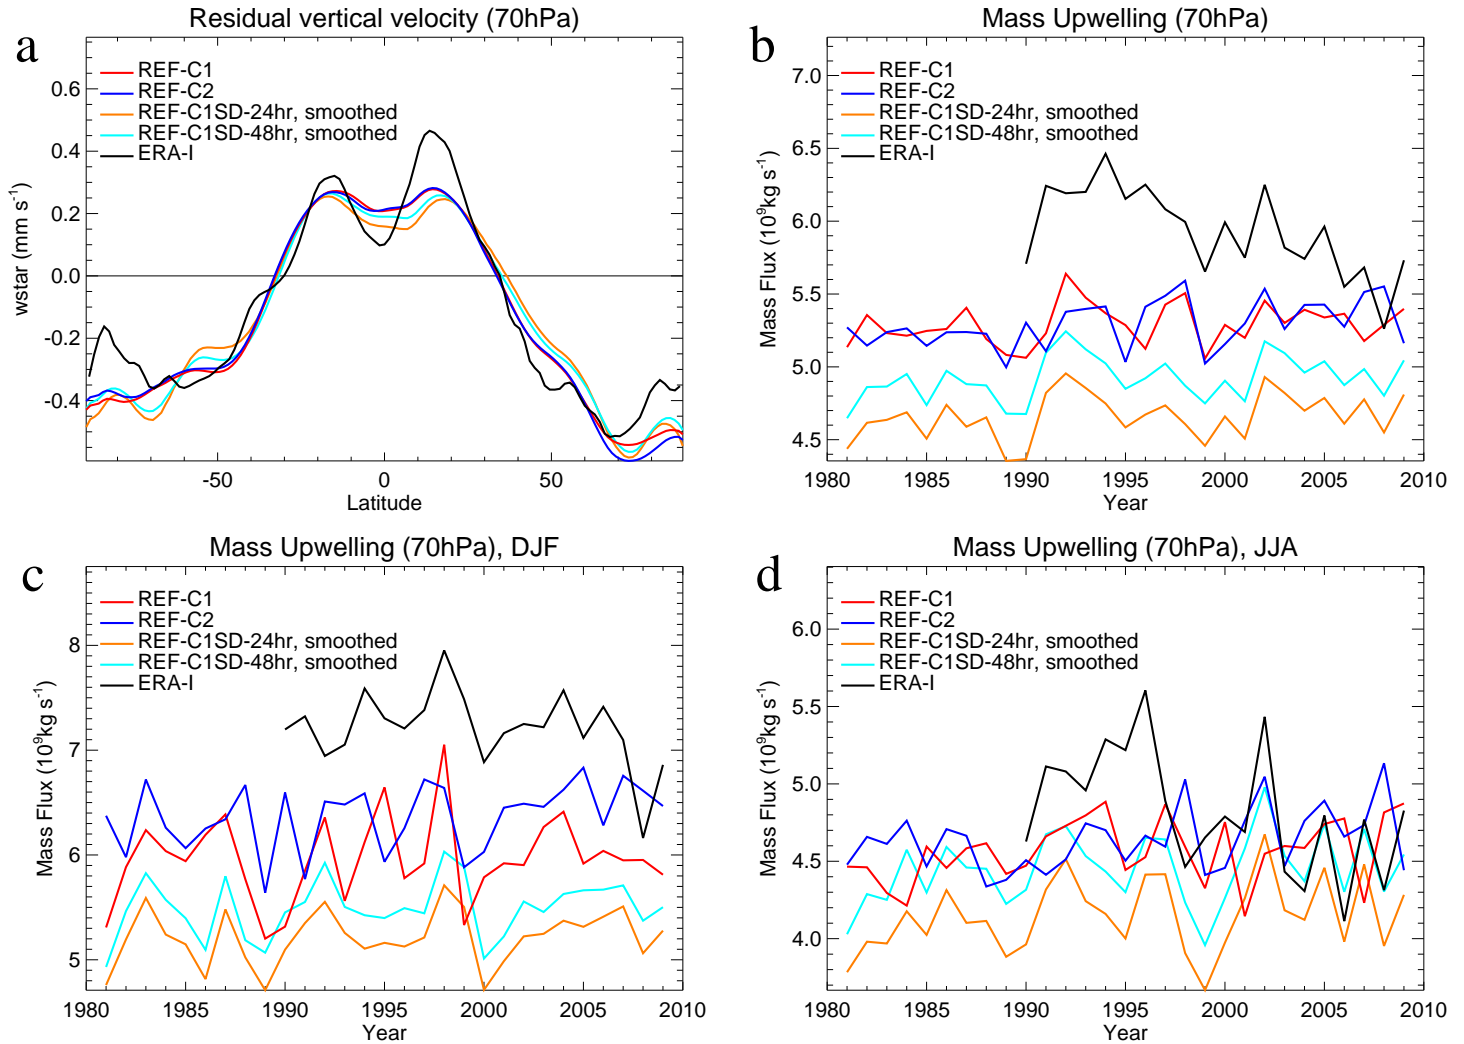 a
Residual vertical velocity (70hPa)
REF-C1
REF-C2
REF-C1SD-24hr, smoothed
REF-C1SD-48hr, smoothed
ERA-I
0.6
0.4
0.2
0.0
-0.2
-0.4
wstar (mm s⁻¹)
-50
0
50
Latitude
b
Mass Upwelling (70hPa)
REF-C1
REF-C2
REF-C1SD-24hr, smoothed
REF-C1SD-48hr, smoothed
ERA-I
7.0
6.5
6.0
5.5
5.0
4.5
Mass Flux (10⁹kg s⁻¹)
1980
1985
1990
1995
2000
2005
2010
Year
c
Mass Upwelling (70hPa), DJF
REF-C1
REF-C2
REF-C1SD-24hr, smoothed
REF-C1SD-48hr, smoothed
ERA-I
8
7
6
5
Mass Flux (10⁹kg s⁻¹)
1980
1985
1990
1995
2000
2005
2010
Year
d
Mass Upwelling (70hPa), JJA
REF-C1
REF-C2
REF-C1SD-24hr, smoothed
REF-C1SD-48hr, smoothed
ERA-I
6.0
5.5
5.0
4.5
4.0
Mass Flux (10⁹kg s⁻¹)
1980
1985
1990
1995
2000
2005
2010
Year